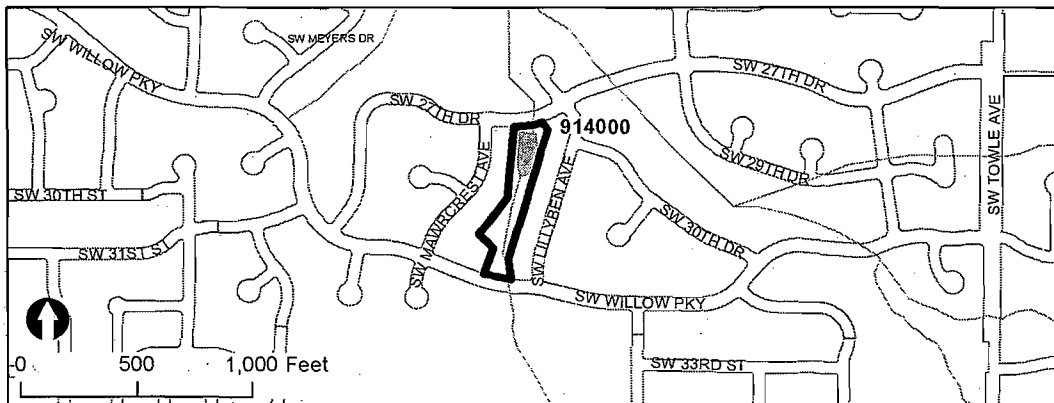 SW MEYERS DR
SW WILLOW PKY
SW 27TH DR
SW 27TH DR
914000
SW TOWLE AVE
SW MAWRCREST AVE
SW LILLYBEN AVE
SW 29TH DR
SW 30TH ST
SW 30TH DR
SW 31ST ST
SW WILLOW PKY
SW 33RD ST
0 500 1,000 Feet